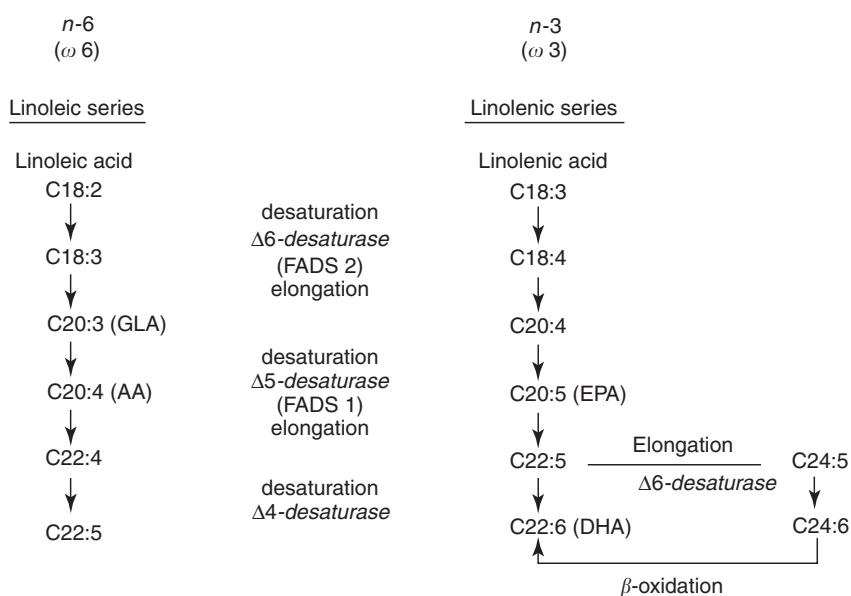 n-6
(ω 6)
Linoleic series
Linoleic acid
C18:2
C18:3
C20:3 (GLA)
C20:4 (AA)
C22:4
C22:5
desaturation
Δ6-desaturase
(FADS 2)
elongation
desaturation
Δ5-desaturase
(FADS 1)
elongation
desaturation
Δ4-desaturase
n-3
(ω 3)
Linolenic series
Linolenic acid
C18:3
C18:4
C20:4
C20:5 (EPA)
C22:5
C22:6 (DHA)
Elongation
Δ6-desaturase
C24:5
C24:6
β-oxidation